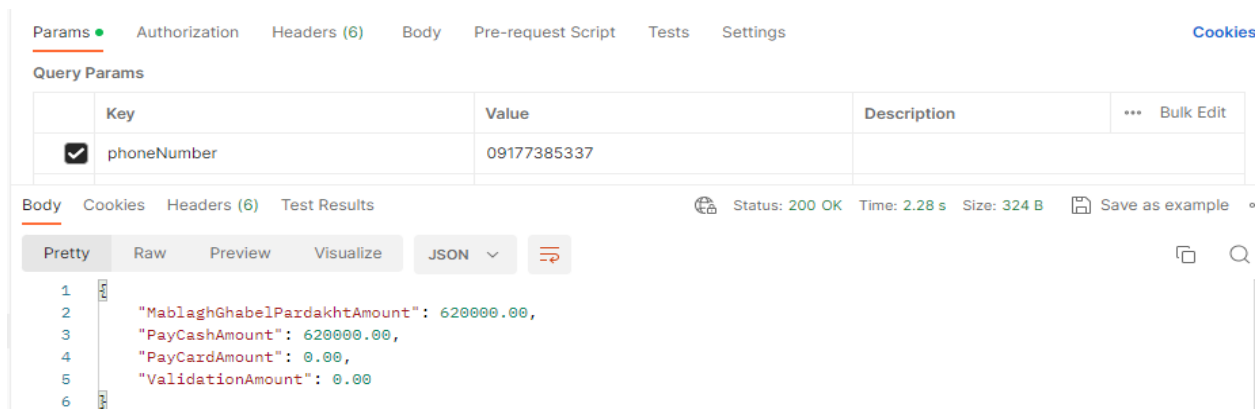 Params Authorization Headers (6) Body Pre-request Script Tests Settings Cookies
Query Params
Key Value Description ••• Bulk Edit
phoneNumber 09177385337
Body Cookies Headers (6) Test Results Status: 200 OK Time: 2.28 s Size: 324 B Save as example
Pretty Raw Preview Visualize JSON
1 {
2 "MablaghGhabelPardakhtAmount": 620000.00,
3 "PayCashAmount": 620000.00,
4 "PayCardAmount": 0.00,
5 "ValidationAmount": 0.00
6 }